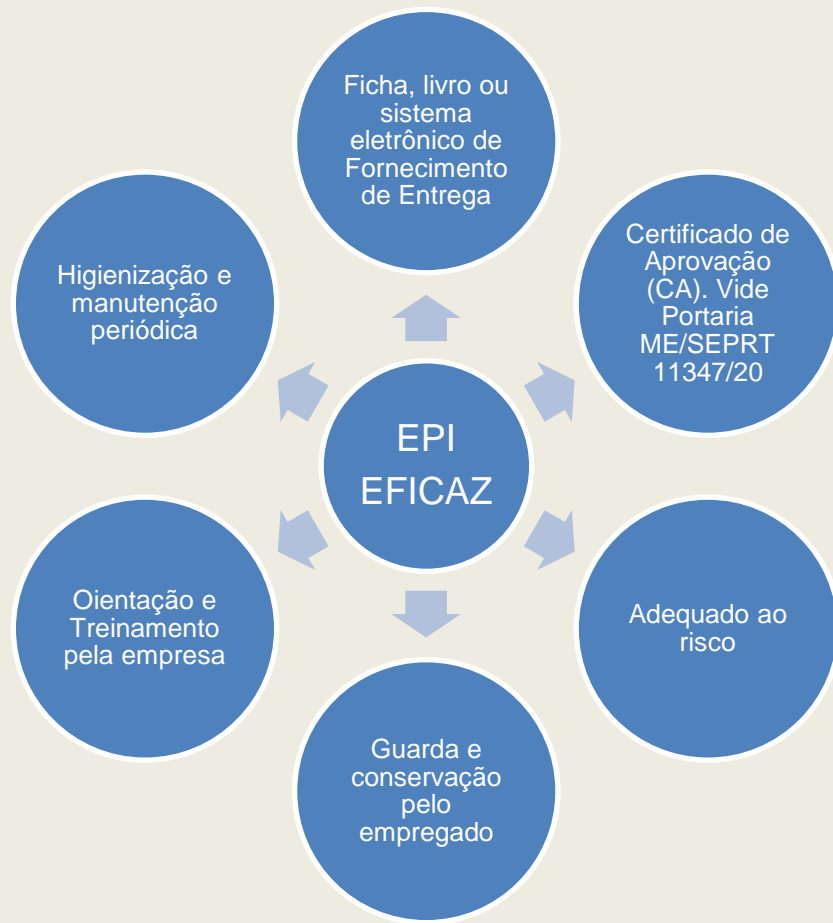 Ficha, livro ou
sistema
eletrônico de
Fornecimento
de Entrega
Certificado de
Aprovação
(CA). Vide
Portaria
ME/SEPRT
11347/20
Adequado ao
risco
Guarda e
conservação
pelo
empregado
Oientação e
Treinamento
pela empresa
Higienização e
manutenção
periódica
EPI
EFICAZ